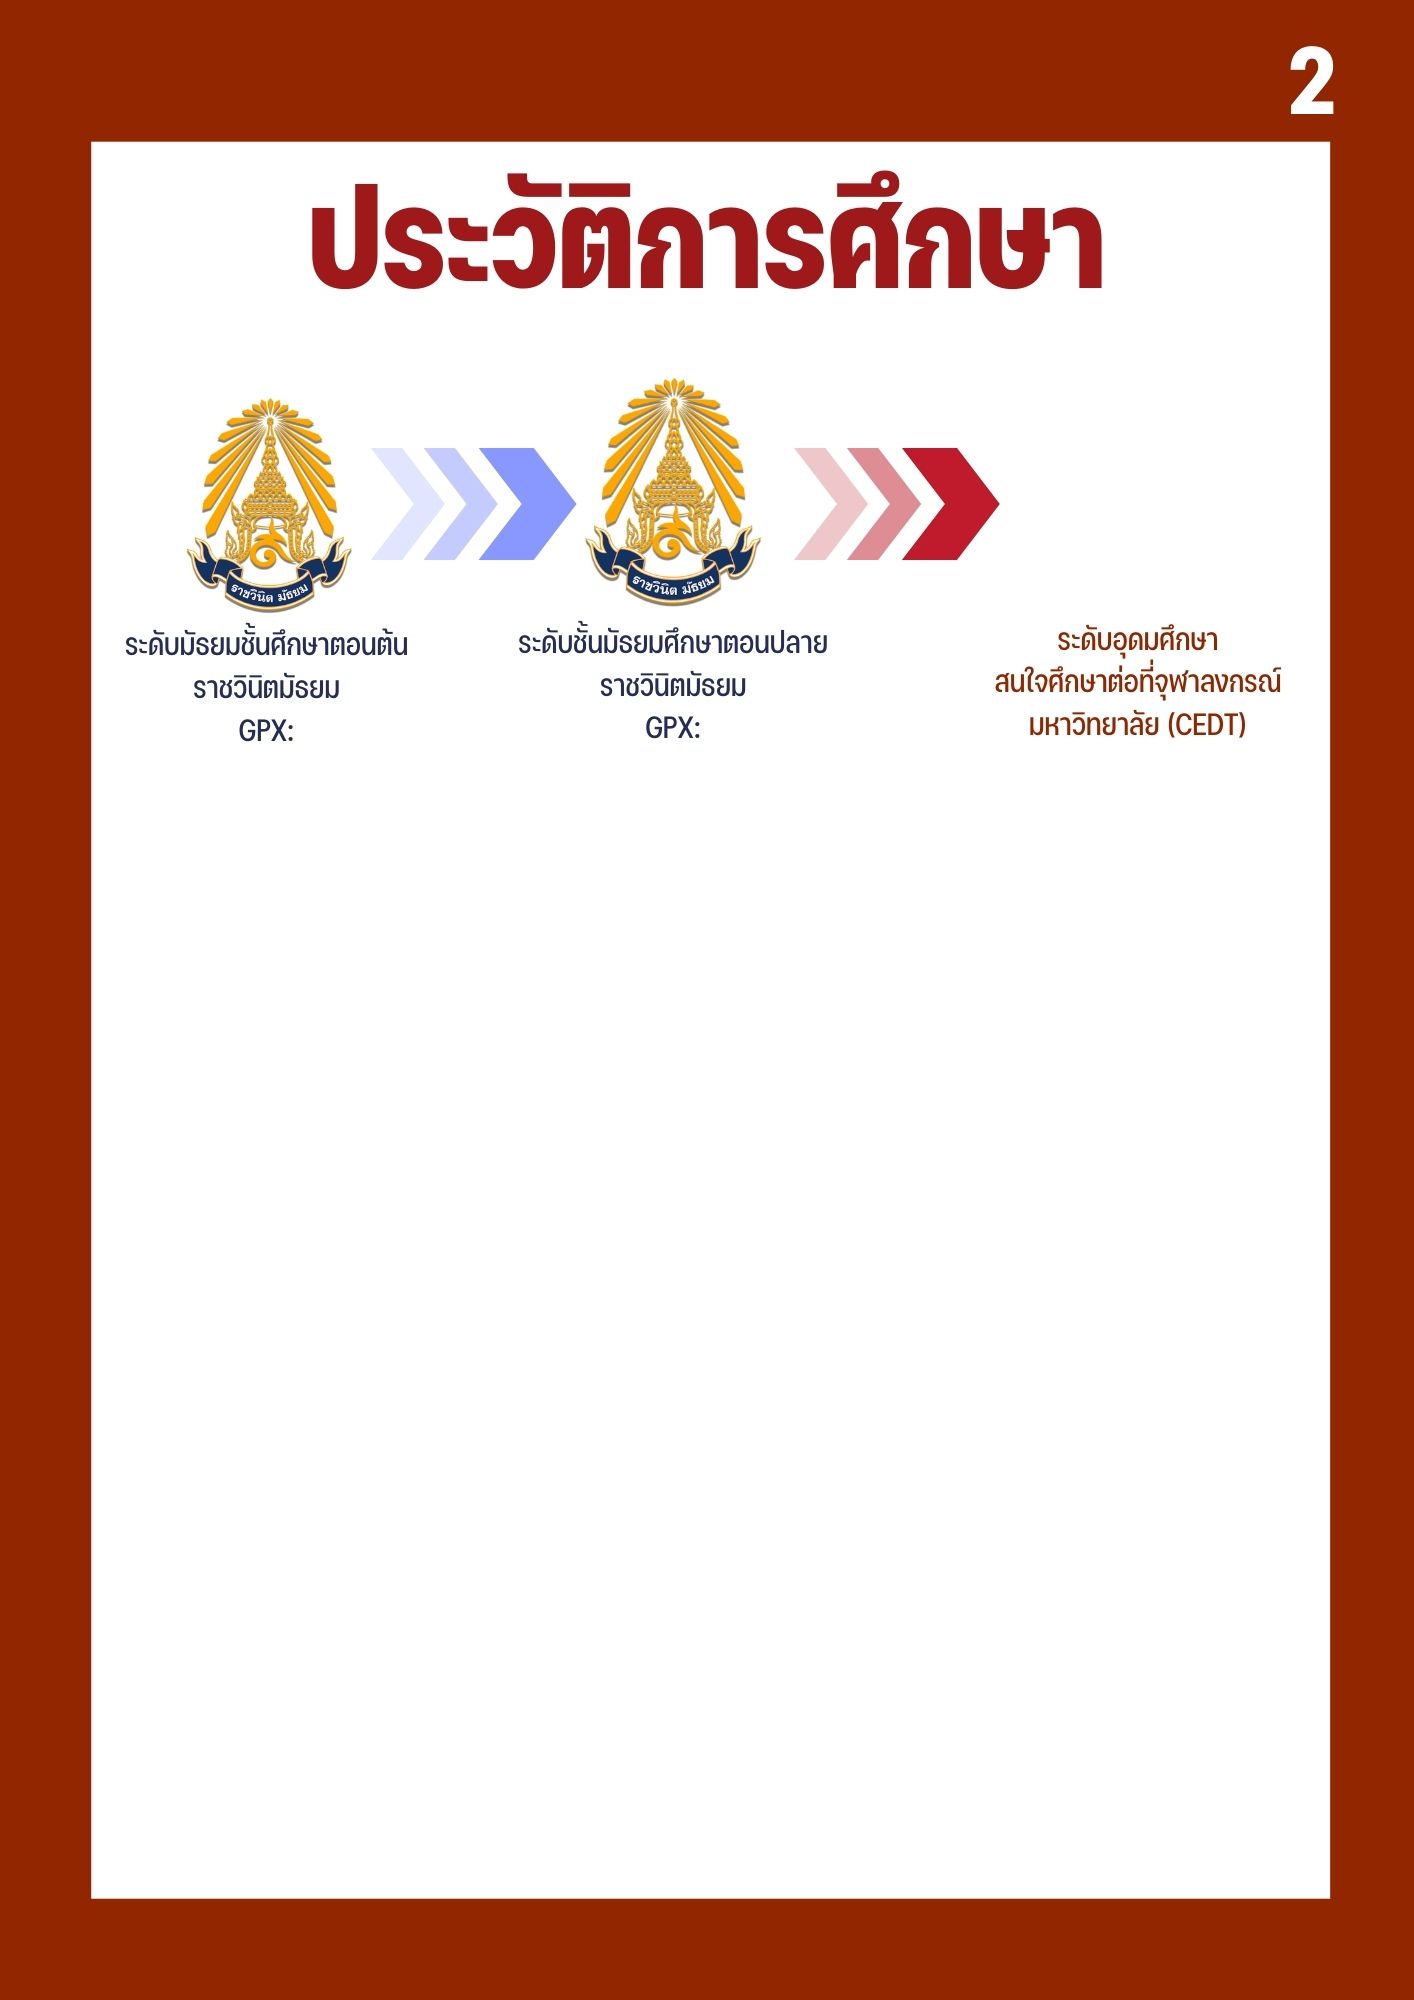 2
ประวัติการศึกษา
ราชวินิต มัธยม
ราชวินิต มัธยม
ระดับมัธยมชั้นศึกษาตอนต้น
ราชวินิตมัธยม
GPX:
ระดับชั้นมัธยมศึกษาตอนปลาย
ราชวินิตมัธยม
GPX:
ระดับอุดมศึกษา
สนใจศึกษาต่อที่จุฬาลงกรณ์
มหาวิทยาลัย (CEDT)